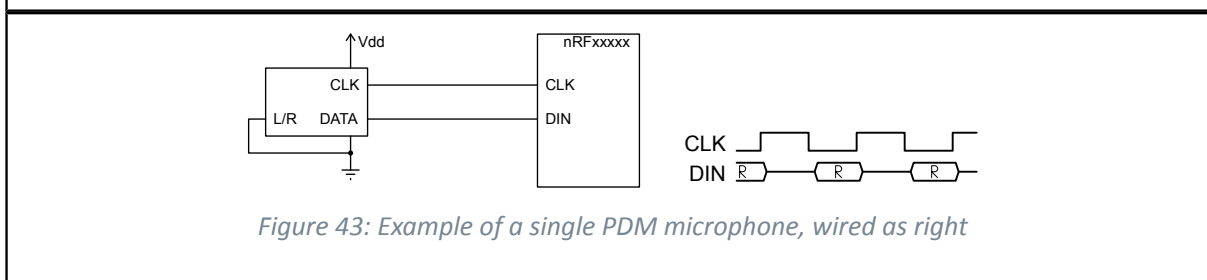 Vdd
nRFxxxxx
CLK
CLK
L/R DATA
DIN
CLK
DIN R R R
Figure 43: Example of a single PDM microphone, wired as right